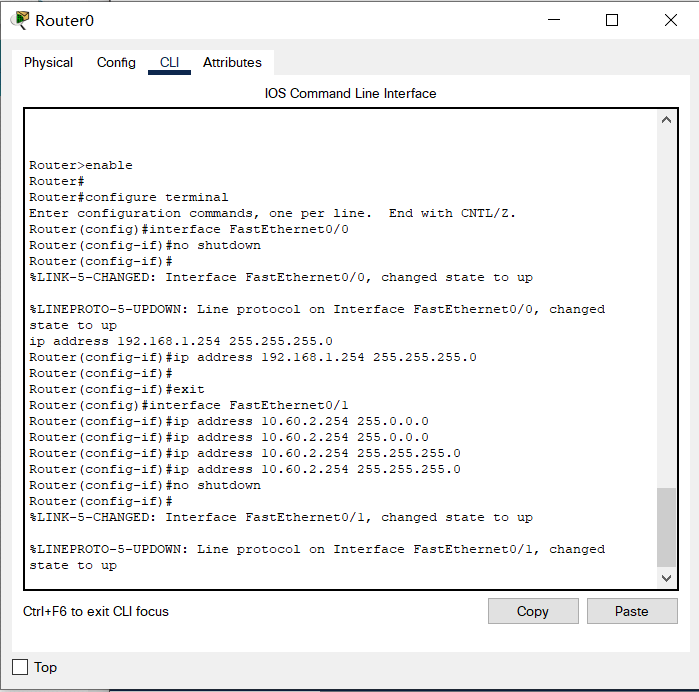 Router0
Physical Config CLI Attributes
IOS Command Line Interface
Router>enable
Router#
Router#configure terminal
Enter configuration commands, one per line.  End with CNTL/Z.
Router(config)#interface FastEthernet0/0
Router(config-if)#no shutdown
Router(config-if)#
%LINK-5-CHANGED: Interface FastEthernet0/0, changed state to up
%LINEPROTO-5-UPDOWN: Line protocol on Interface FastEthernet0/0, changed
state to up
ip address 192.168.1.254 255.255.255.0
Router(config-if)#ip address 192.168.1.254 255.255.255.0
Router(config-if)#
Router(config-if)#exit
Router(config)#interface FastEthernet0/1
Router(config-if)#ip address 10.60.2.254 255.0.0.0
Router(config-if)#ip address 10.60.2.254 255.0.0.0
Router(config-if)#ip address 10.60.2.254 255.255.255.0
Router(config-if)#ip address 10.60.2.254 255.255.255.0
Router(config-if)#no shutdown
Router(config-if)#
%LINK-5-CHANGED: Interface FastEthernet0/1, changed state to up
%LINEPROTO-5-UPDOWN: Line protocol on Interface FastEthernet0/1, changed
state to up
Ctrl+F6 to exit CLI focus
Copy Paste
Top